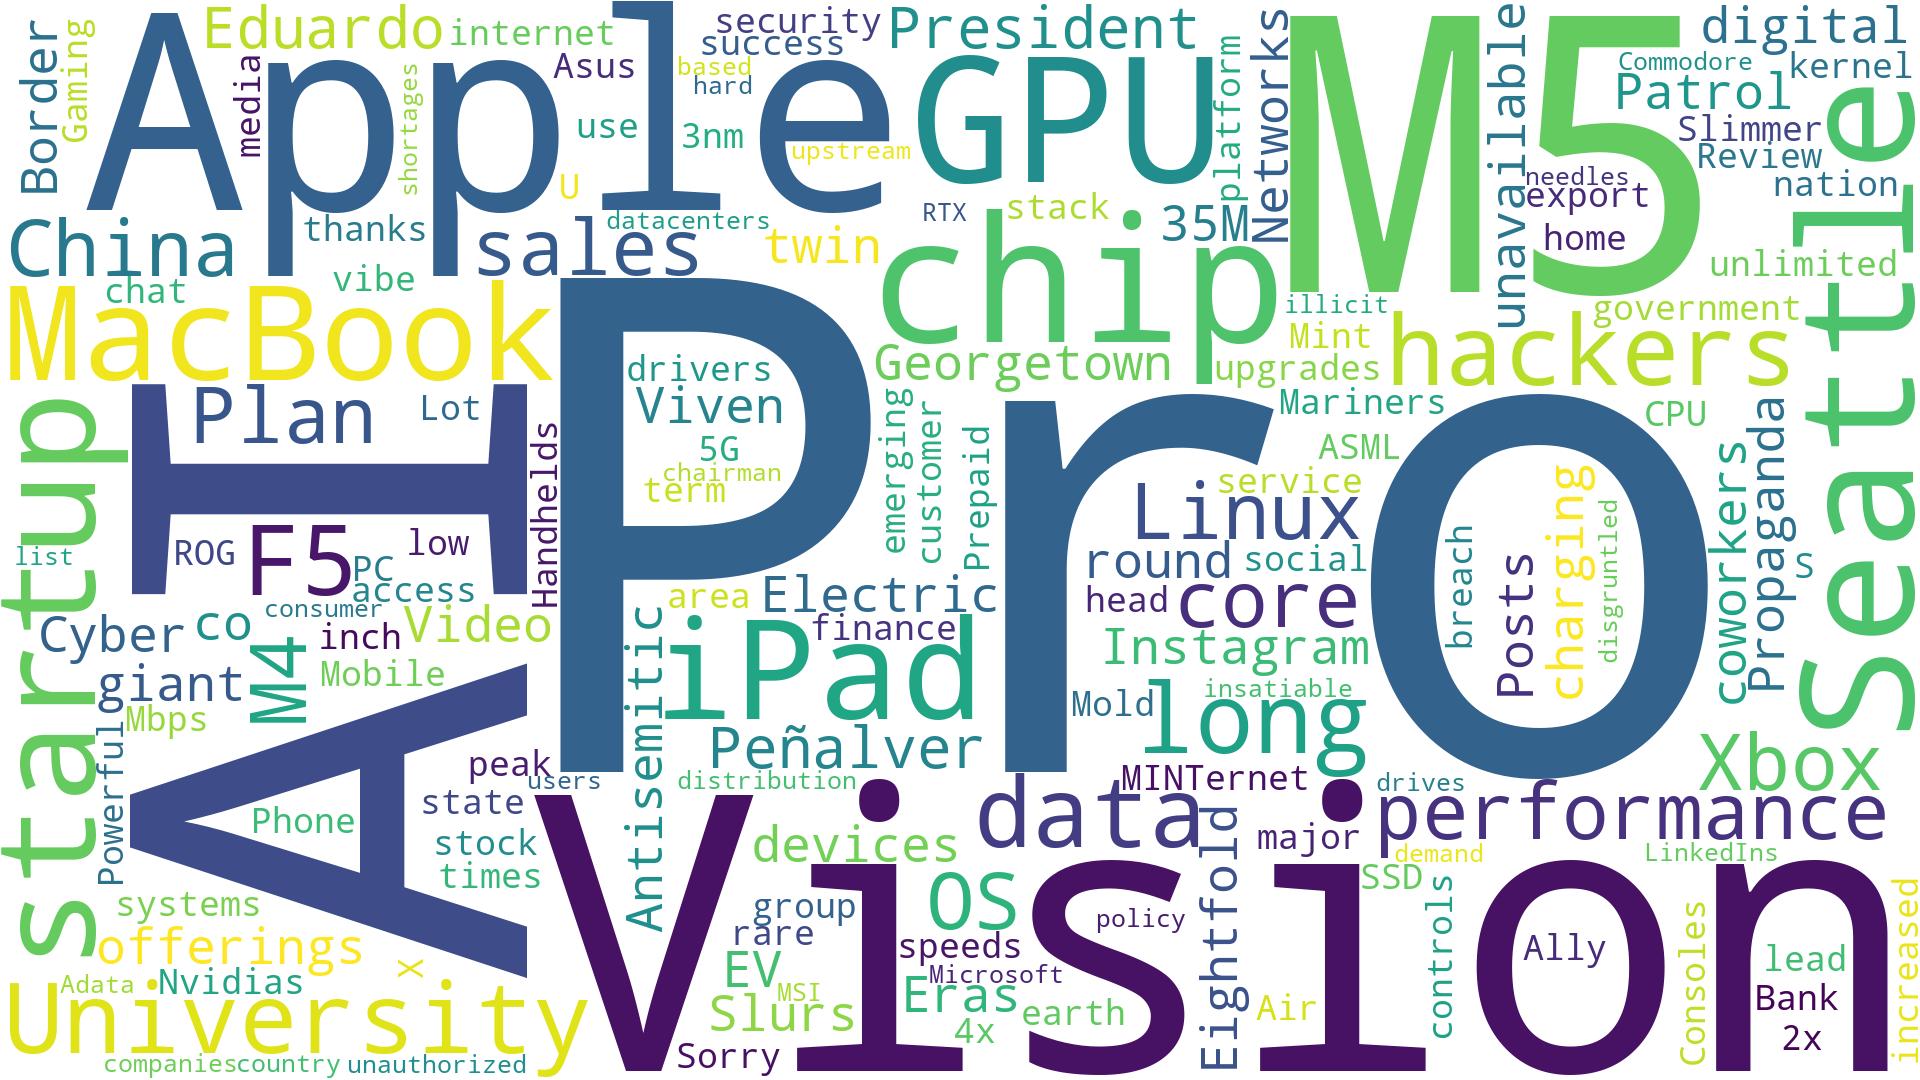 Border
Gaming
Apple
Eduardo
media
shortages
internet
Asus
security
success
based
hard
President
use
3nm
upstream
U
GPU
platform
Networks
M5
unavailable
digital
Commodore
kernel
Patrol
Slimmer
Review
nation
needles
export
home
unlimited
government
China
thanks
sales
datacenters
twin
RTX
stack
35M
chat
vibe
MacBook
chip
illicit
Mint
upgrades
hackers
Seattle
Georgetown
Plan
Lot
drivers
Viven
5G
chairman
term
Pro
emerging
customer
Prepaid
Mariners
ASML
CPU
service
Linux
startup
list
AI
ROG
F5
PC
low
access
Handhelds
round
social
head
core
breach
Posts
charging
disgruntled
coworkers
Propaganda
S
Cyber
co
consumer
inch
Video
area
Electric
iPad
finance
Instagram
giant
M4
Mobile
Mbps
Powerful
Antisemitic
Peñalver
Mold
insatiable
long
Xbox
peak
users
distribution
MINTernet
drives
Phone
state
stock
times
Vision
data
devices
Eightfold
major
performance
demand
LinkedIns
SSD
systems
offerings
X
group
rare
OS
policy
speeds
Microsoft
EV
MSI
Slurs
Eras
4x
earth
Air
controls
Ally
Consoles
lead
Bank
2x
increased
Adata
Nvidias
University
Sorry
companies
country
unauthorized